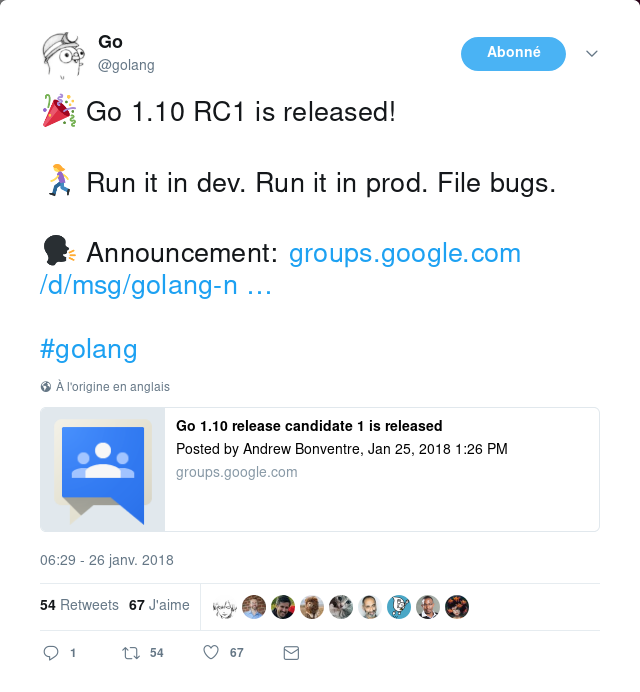 Go
@golang
Abonné
🎉 Go 1.10 RC1 is released!
🏃‍♀️ Run it in dev. Run it in prod. File bugs.
🗣 Announcement: groups.google.com
/d/msg/golang-n …
#golang
À l'origine en anglais
Go 1.10 release candidate 1 is released
Posted by Andrew Bonventre, Jan 25, 2018 1:26 PM
groups.google.com
06:29 - 26 janv. 2018
54 Retweets 67 J'aime
1 54 67